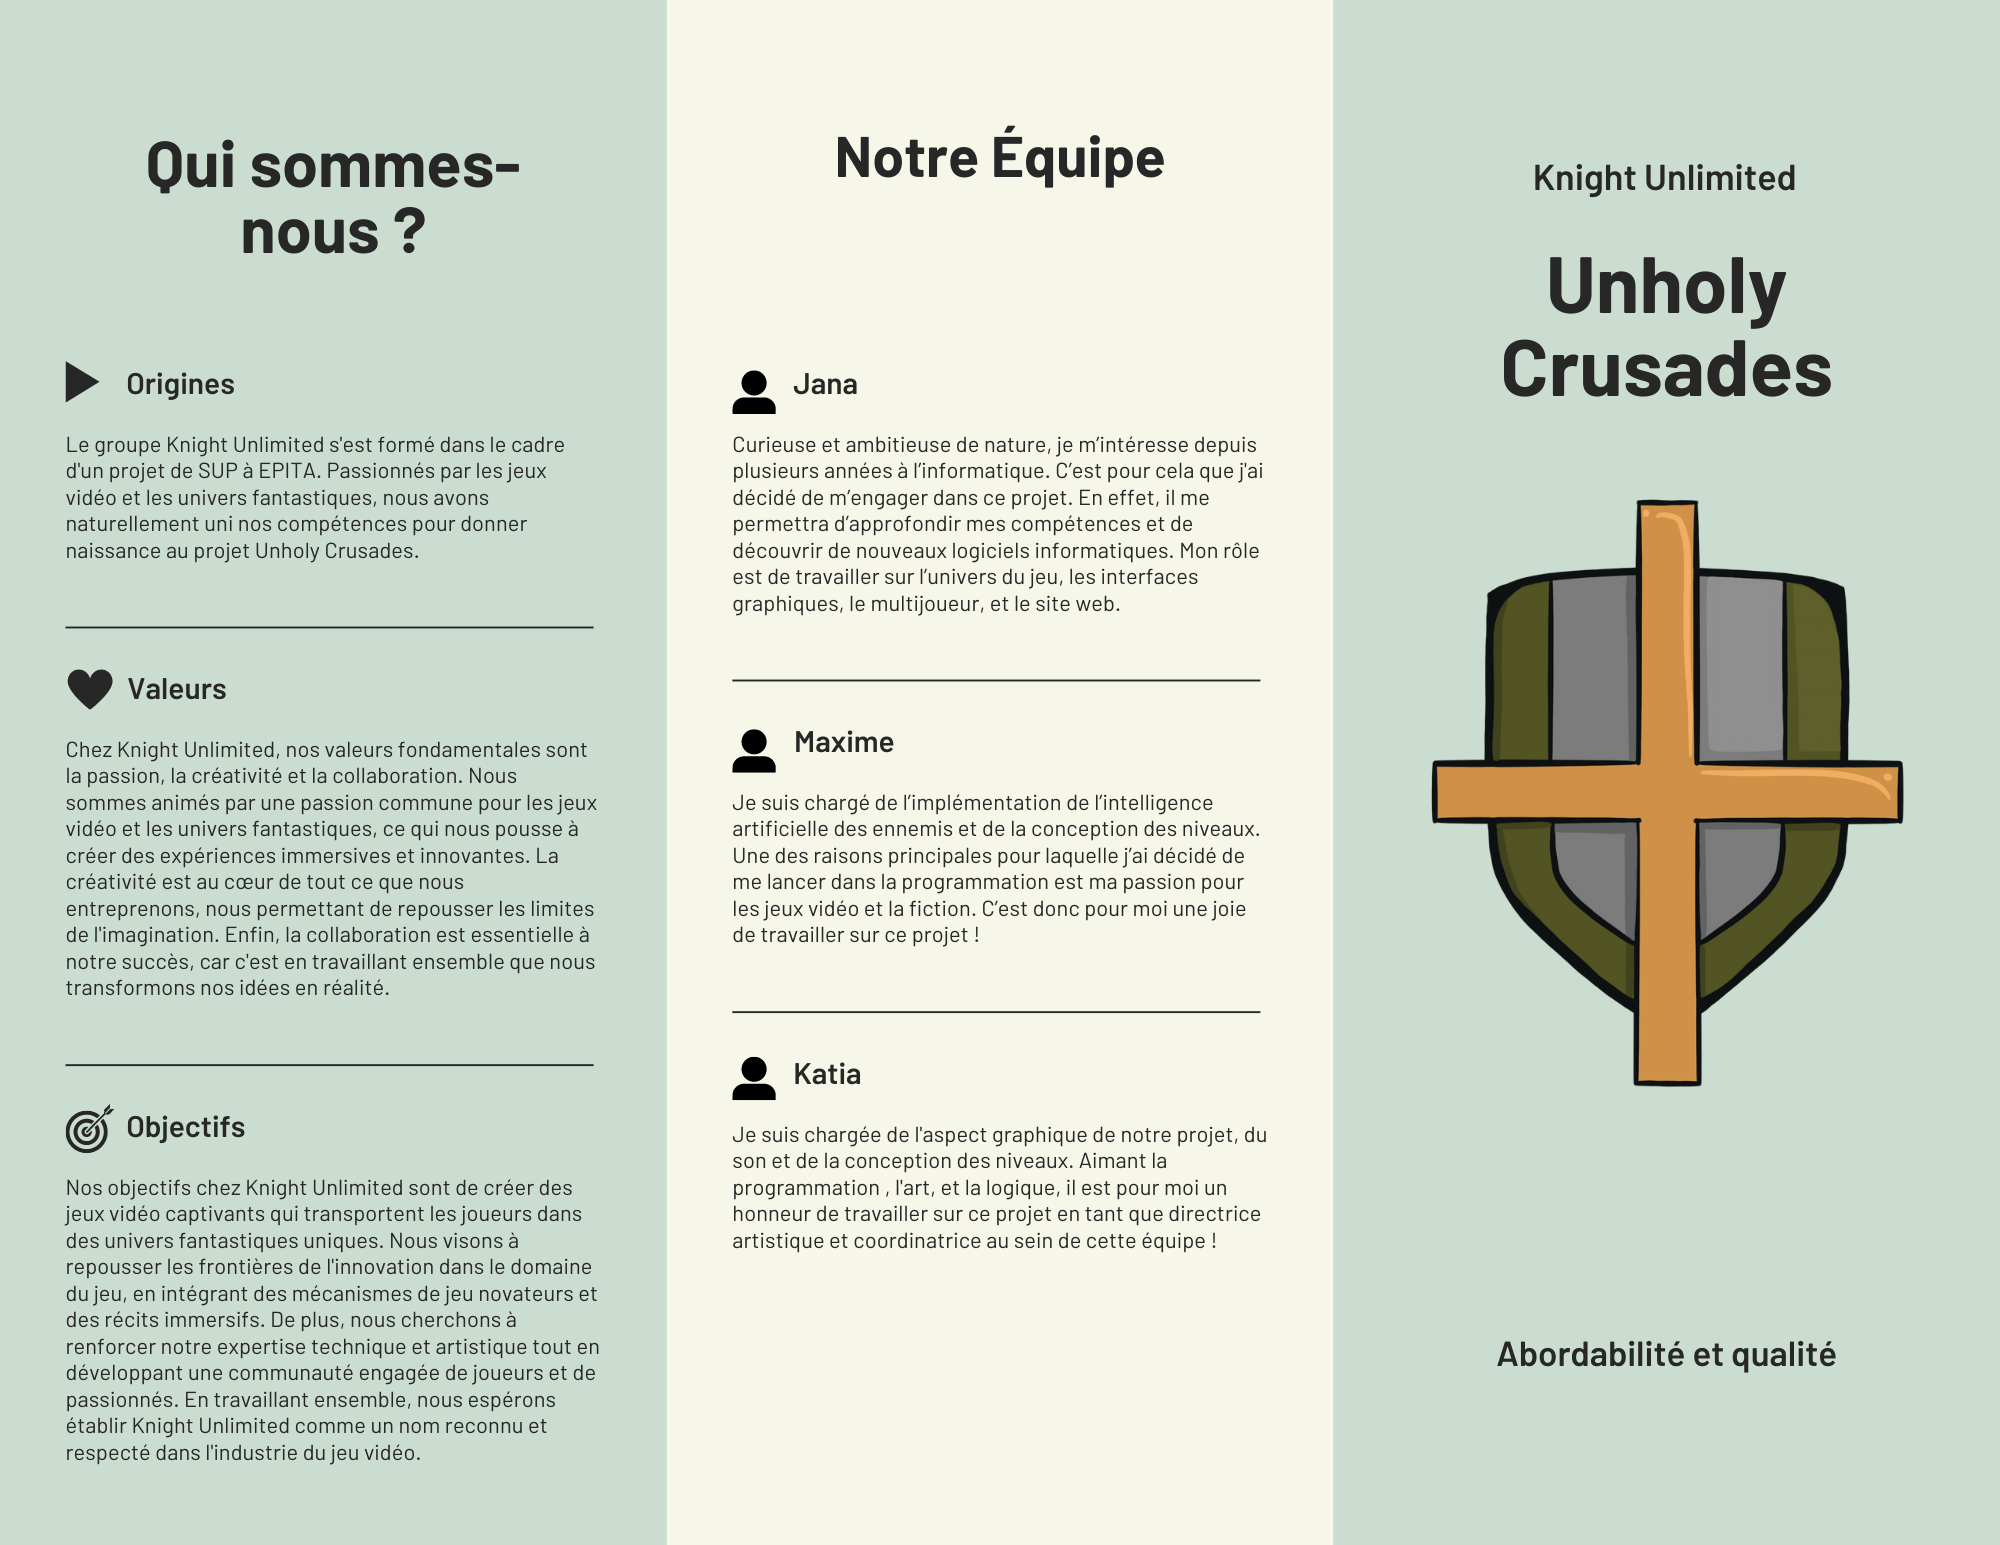 Qui sommes-
nous ?
Origines
Le groupe Knight Unlimited s'est formé dans le cadre
d'un projet de SUP à EPITA. Passionnés par les jeux
vidéo et les univers fantastiques, nous avons
naturellement uni nos compétences pour donner
naissance au projet Unholy Crusades.
Valeurs
Chez Knight Unlimited, nos valeurs fondamentales sont
la passion, la créativité et la collaboration. Nous
sommes animés par une passion commune pour les jeux
vidéo et les univers fantastiques, ce qui nous pousse à
créer des expériences immersives et innovantes. La
créativité est au cœur de tout ce que nous
entreprenons, nous permettant de repousser les limites
de l'imagination. Enfin, la collaboration est essentielle à
notre succès, car c'est en travaillant ensemble que nous
transformons nos idées en réalité.
Objectifs
Nos objectifs chez Knight Unlimited sont de créer des
jeux vidéo captivants qui transportent les joueurs dans
des univers fantastiques uniques. Nous visons à
repousser les frontières de l'innovation dans le domaine
du jeu, en intégrant des mécanismes de jeu novateurs et
des récits immersifs. De plus, nous cherchons à
renforcer notre expertise technique et artistique tout en
développant une communauté engagée de joueurs et de
passionnés. En travaillant ensemble, nous espérons
établir Knight Unlimited comme un nom reconnu et
respecté dans l'industrie du jeu vidéo.
Notre Équipe
Jana
Curieuse et ambitieuse de nature, je m’intéresse depuis
plusieurs années à l’informatique. C’est pour cela que j'ai
décidé de m’engager dans ce projet. En effet, il me
permettra d’approfondir mes compétences et de
découvrir de nouveaux logiciels informatiques. Mon rôle
est de travailler sur l’univers du jeu, les interfaces
graphiques, le multijoueur, et le site web.
Maxime
Je suis chargé de l’implémentation de l’intelligence
artificielle des ennemis et de la conception des niveaux.
Une des raisons principales pour laquelle j’ai décidé de
me lancer dans la programmation est ma passion pour
les jeux vidéo et la fiction. C’est donc pour moi une joie
de travailler sur ce projet !
Katia
Je suis chargée de l'aspect graphique de notre projet, du
son et de la conception des niveaux. Aimant la
programmation , l'art, et la logique, il est pour moi un
honneur de travailler sur ce projet en tant que directrice
artistique et coordinatrice au sein de cette équipe !
Knight Unlimited
Unholy
Crusades
Abordabilité et qualité